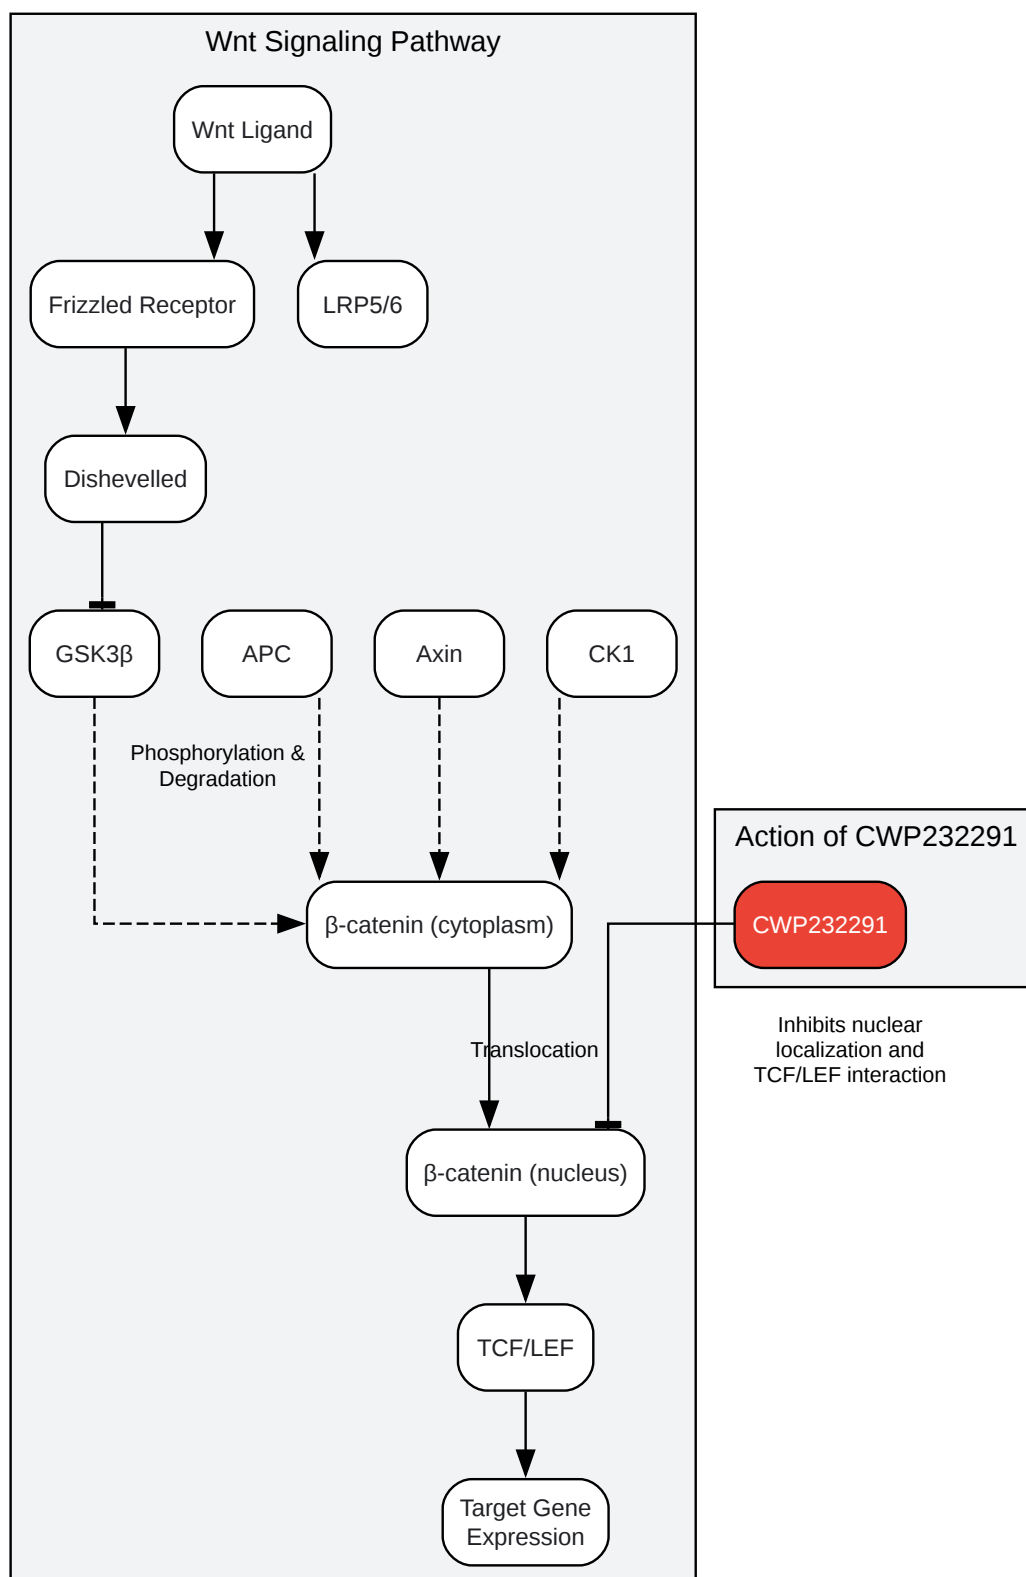 Wnt Signaling Pathway
Wnt Ligand
Frizzled Receptor
LRP5/6
Dishevelled
GSK3β
APC
Axin
CK1
Phosphorylation &
Degradation
Action of CWP232291
β-catenin (cytoplasm)
CWP232291
Inhibits nuclear
localization and
TCF/LEF interaction
Translocation
β-catenin (nucleus)
TCF/LEF
Target Gene
Expression